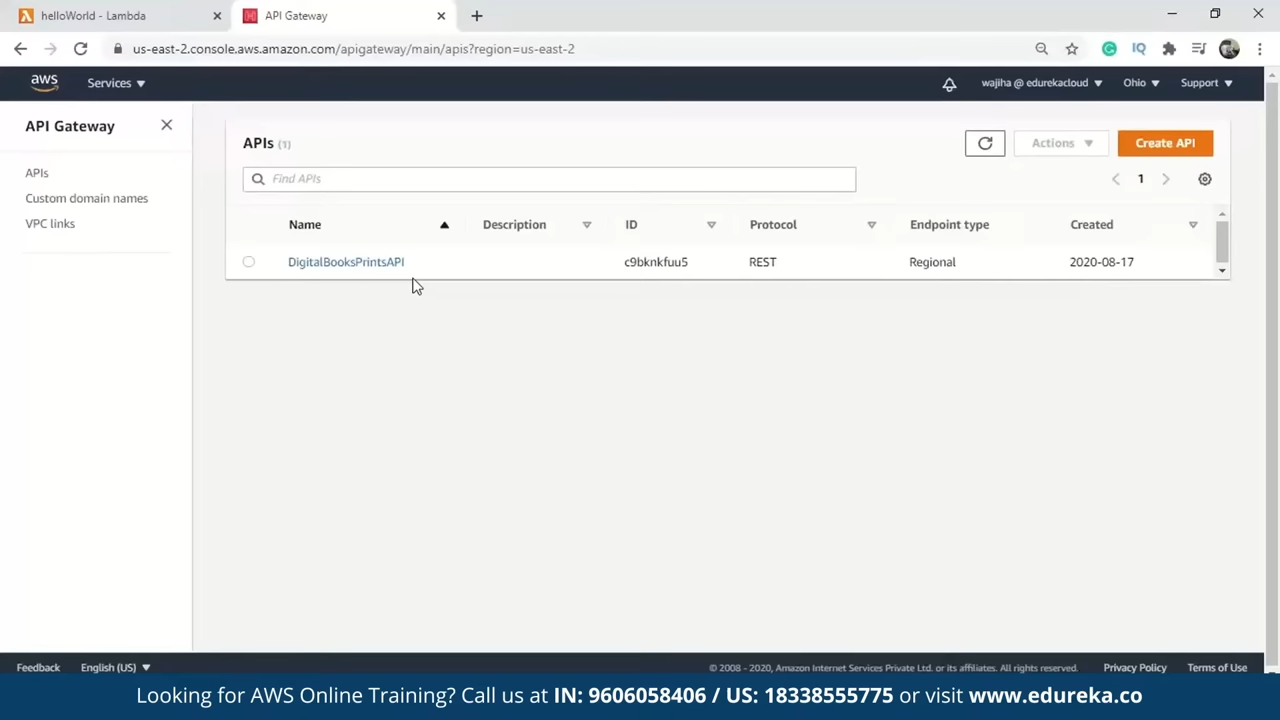 helloWorld - Lambda
API Gateway
us-east-2.console.aws.amazon.com/apigateway/main/apis?region=us-east-2
IQ
aws
Services
wajiha @ edurekacloud
Ohio
Support
API Gateway
APIs
Custom domain names
VPC links
APIs (1)
Actions
Create API
Find APIs
1
Name Description ID Protocol Endpoint type Created
DigitalBooksPrintsAPI c9bknkfuu5 REST Regional 2020-08-17
Feedback English (US) © 2008 - 2020, Amazon Internet Services Private Ltd. or its affiliates. All rights reserved. Privacy Policy Terms of Use
Looking for AWS Online Training? Call us at IN: 9606058406 / US: 18338555775 or visit www.edureka.co